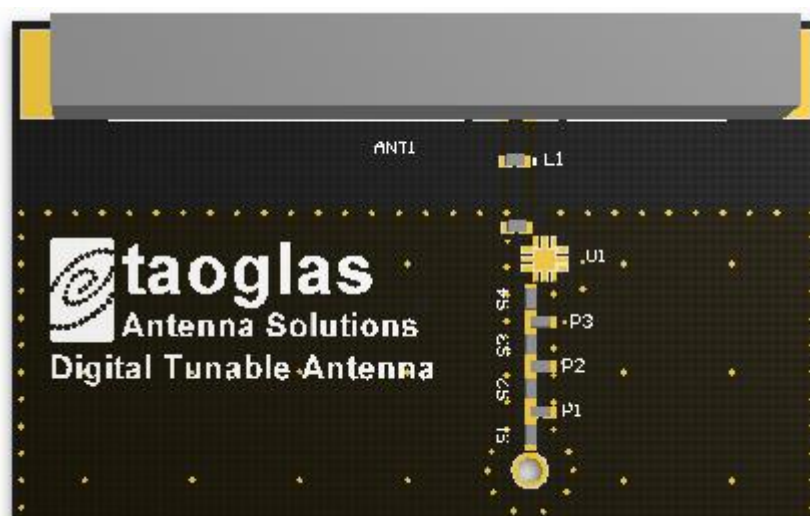 ANT1
L1
taoglas
U1
Antenna Solutions
S4
P3
Digital Tunable Antenna
S3
P2
S2
P1
S1